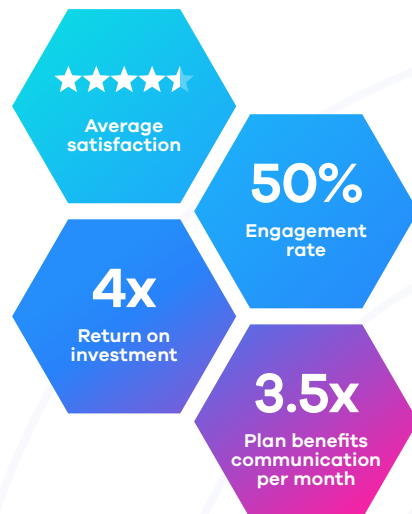 Average
satisfaction
50%
Engagement
rate
4x
Return on
investment
3.5x
Plan benefits
communication
per month